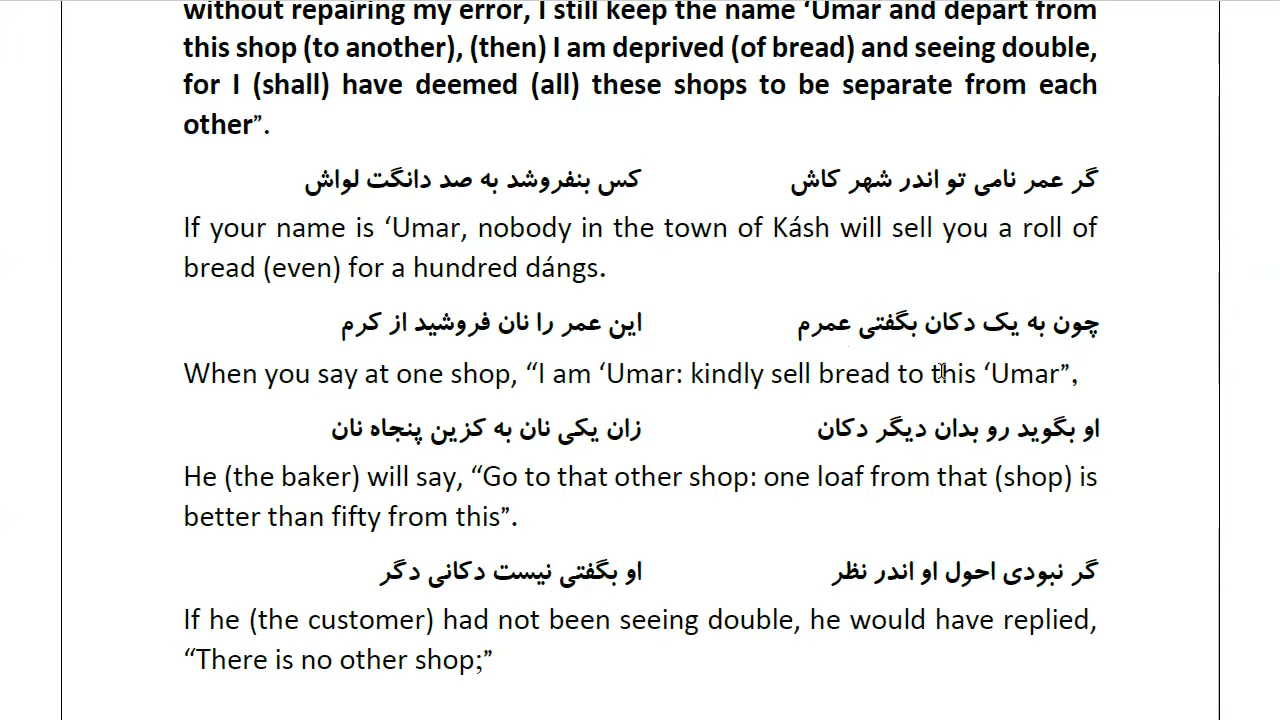 without repairing my error, I still keep the name ‘Umar and depart from
this shop (to another), (then) I am deprived (of bread) and seeing double,
for I (shall) have deemed (all) these shops to be separate from each
other”.
گر عمر نامی تو اندر شهر کاش کس بنفروشد به صد دانگت لواش
If your name is ‘Umar, nobody in the town of Kásh will sell you a roll of
bread (even) for a hundred dángs.
چون به یک دکان بگفتی عمرم این عمر را نان فروشید از کرم
When you say at one shop, “I am ‘Umar: kindly sell bread to this ‘Umar”,
او بگوید رو بدان دیگر دکان زان یکی نان به کزین پنجاه نان
He (the baker) will say, “Go to that other shop: one loaf from that (shop) is
better than fifty from this”.
گر نبودی احول او اندر نظر او بگفتی نیست دکانی دگر
If he (the customer) had not been seeing double, he would have replied,
“There is no other shop;”